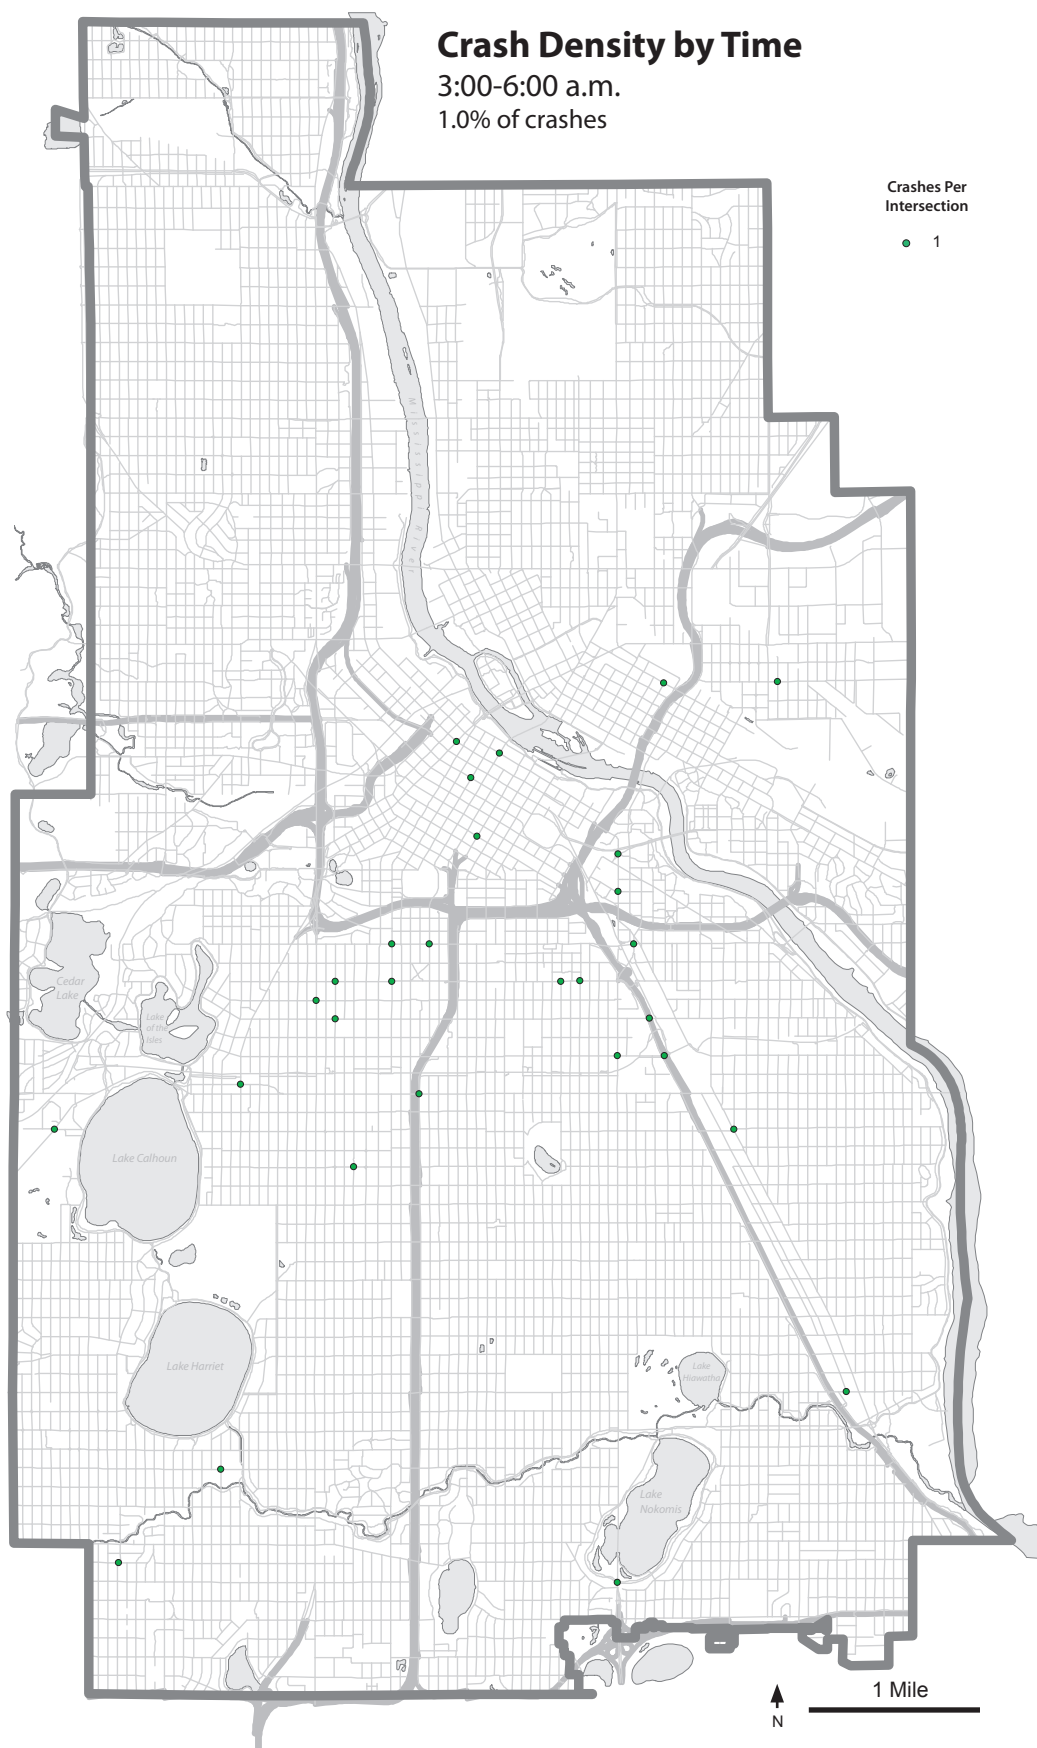 Crash Density by Time
3:00-6:00 a.m.
1.0% of crashes
Crashes Per
Intersection
1
Mississippi River
Cedar
Lake
Lake
of the
Isles
Lake Calhoun
Lake Harriet
Lake
Hiawatha
Lake
Nokomis
N
1 Mile